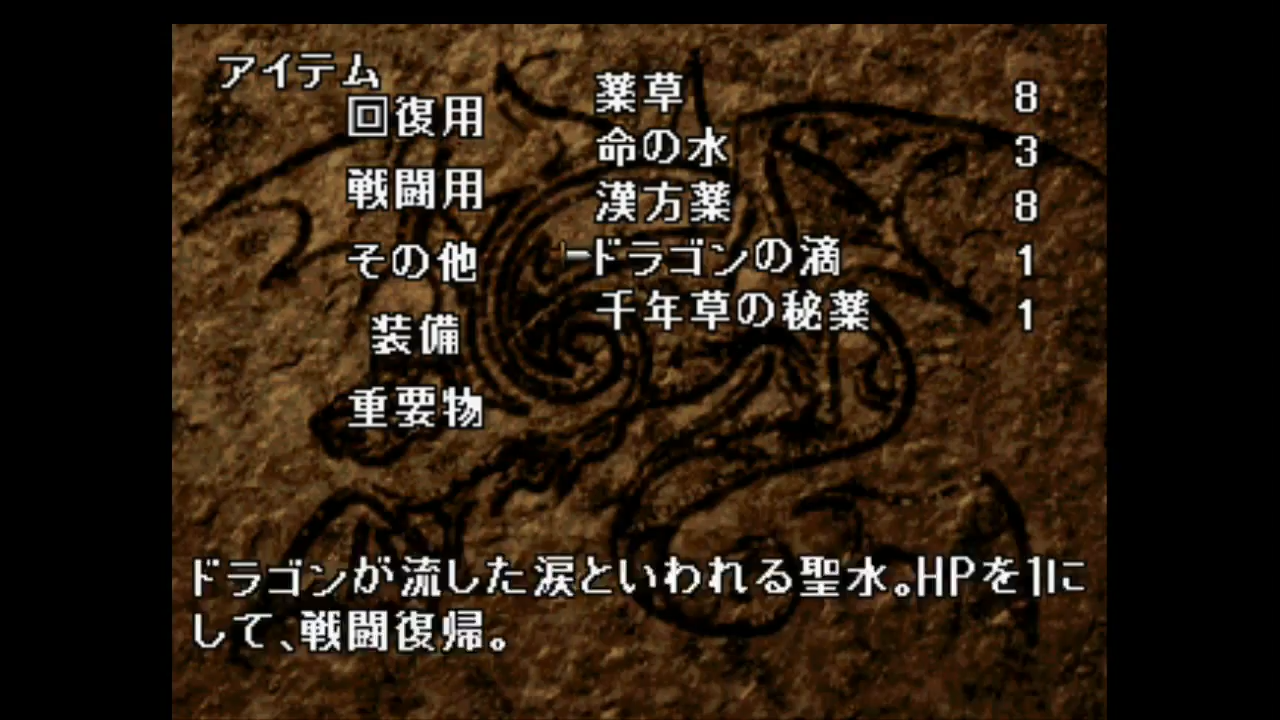 アイテム
回復用
戦闘用
その他
装備
重要物
薬草 8
命の水 3
漢方薬 8
ドラゴンの滴 1
千年草の秘薬 1
ドラゴンが流した涙といわれる聖水。HPを1に
して、戦闘復帰。